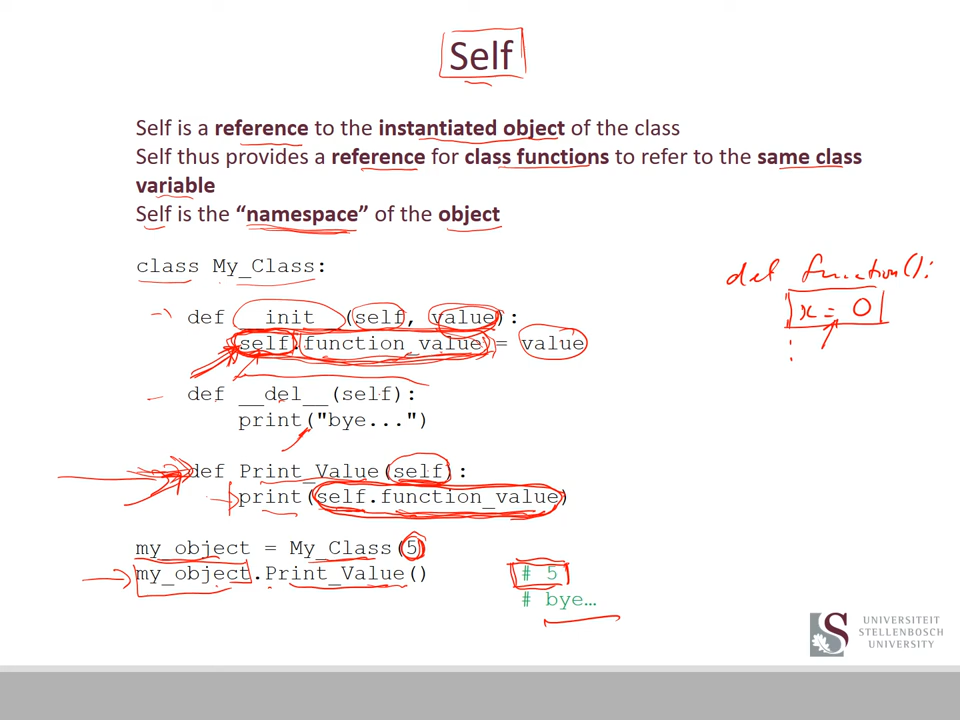 Self
Self is a reference to the instantiated object of the class
Self thus provides a reference for class functions to refer to the same class
variable
Self is the “namespace” of the object
class My_Class:
def function():
x = 0
def __init__(self, value):
self.function_value = value
def __del__(self):
print("bye...")
def Print_Value(self):
print(self.function_value)
my_object = My_Class(5)
my_object.Print_Value()
# 5
# bye…
UNIVERSITEIT
STELLENBOSCH
UNIVERSITY